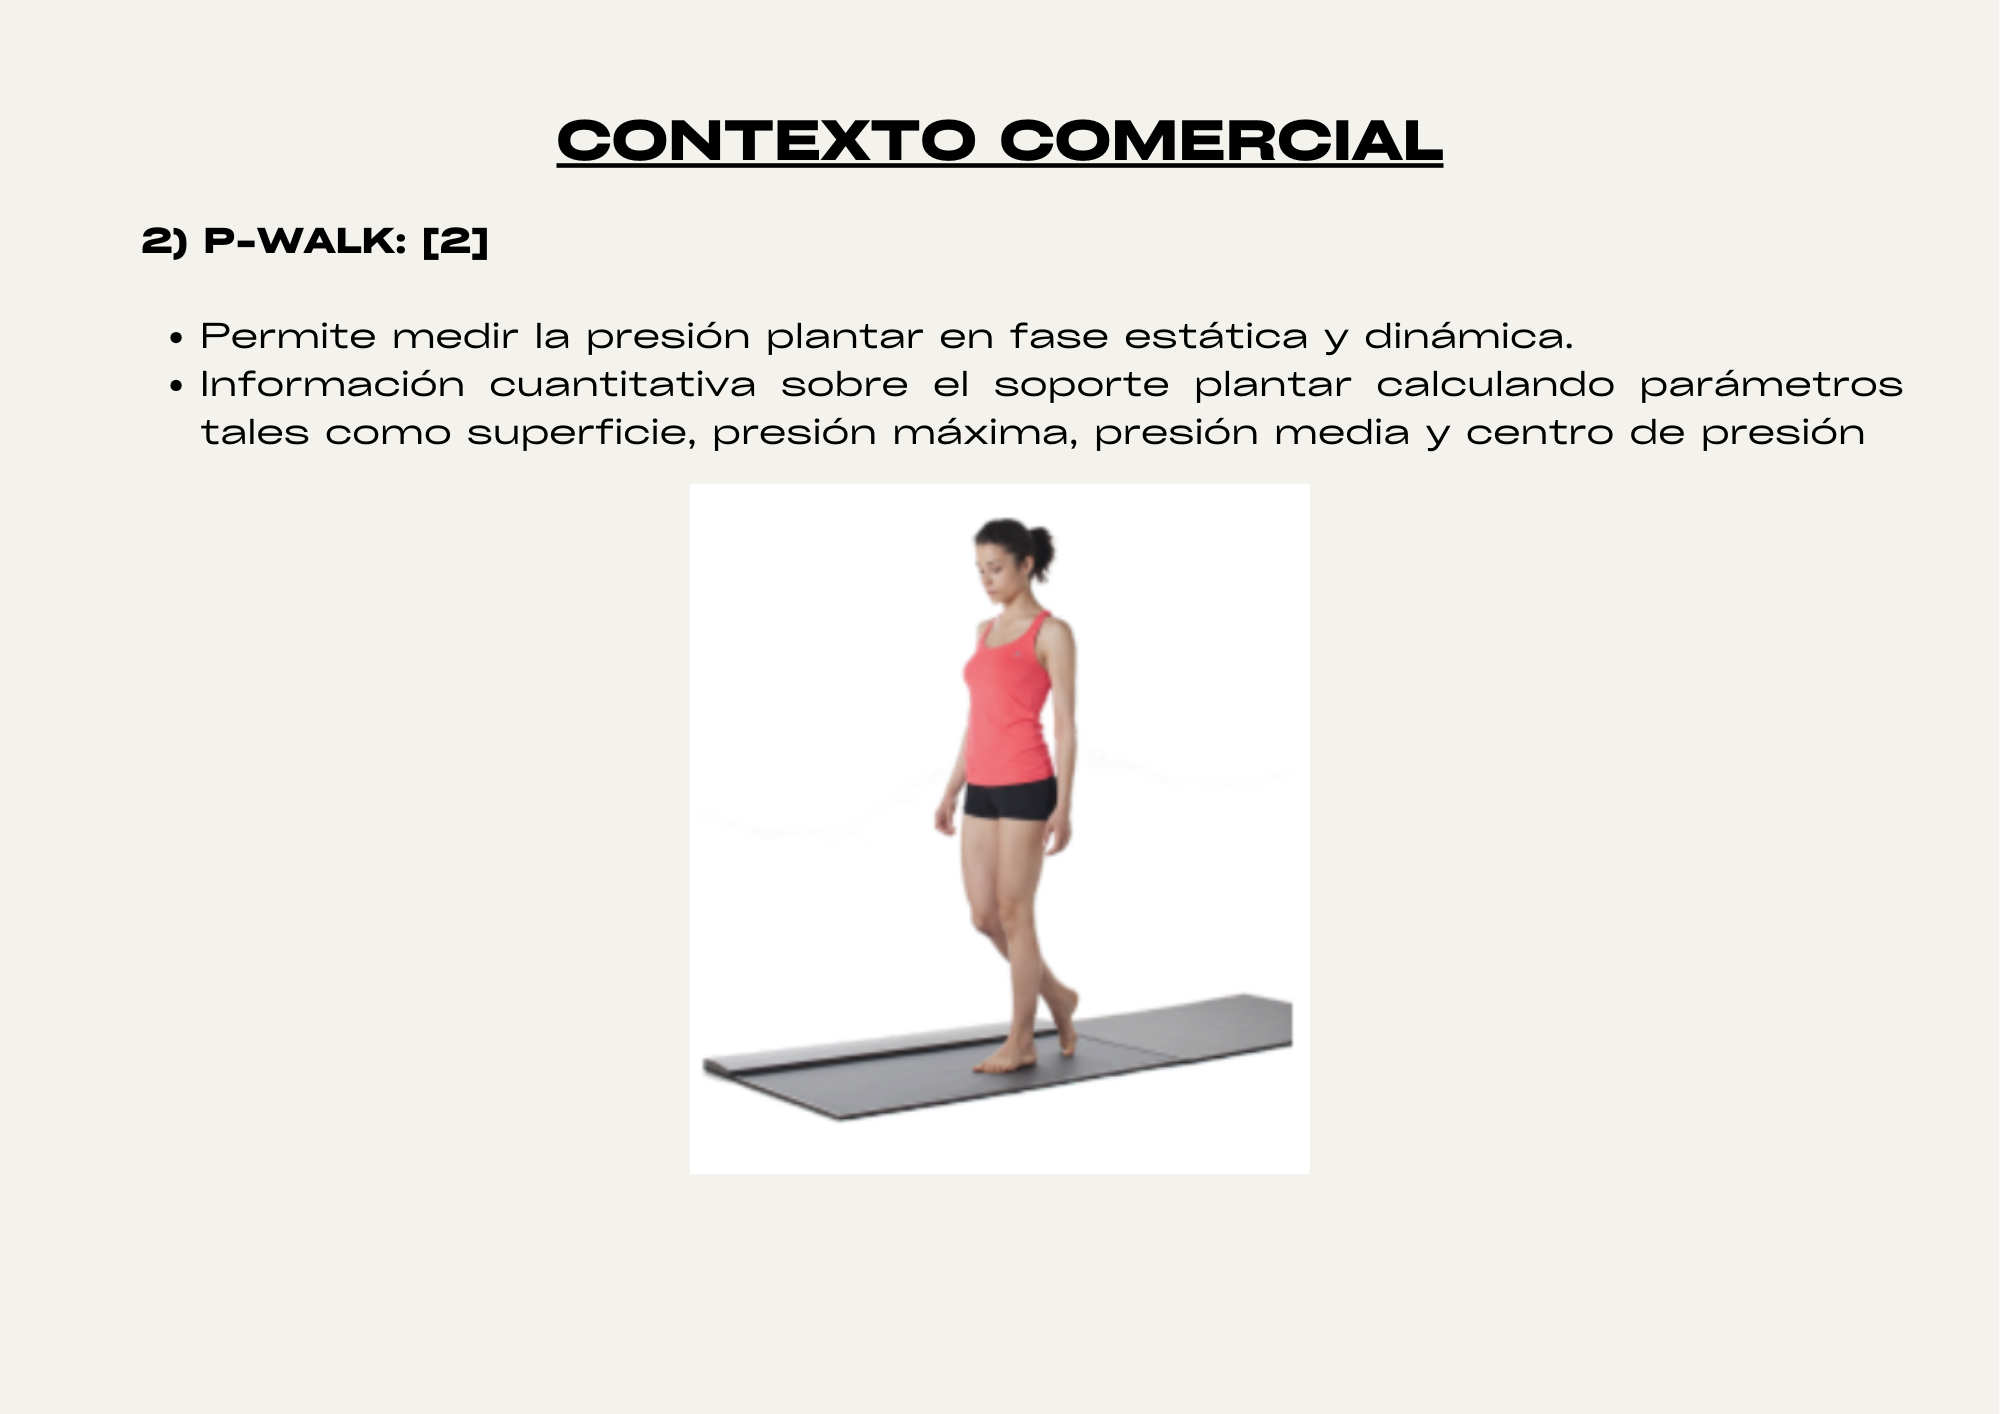 CONTEXTO COMERCIAL
2) P-WALK: [2]
• Permite medir la presión plantar en fase estática y dinámica.
• Información cuantitativa sobre el soporte plantar calculando parámetros
tales como superficie, presión máxima, presión media y centro de presión